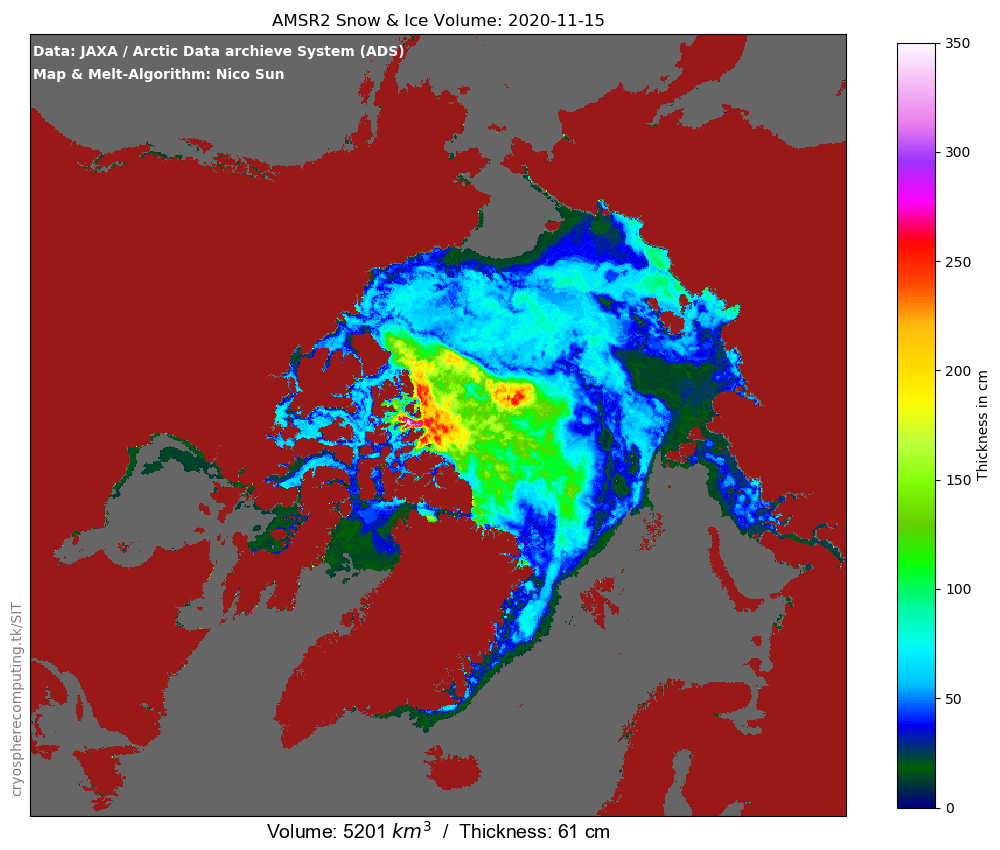 AMSR2 Snow & Ice Volume: 2020-11-15
Data: JAXA / Arctic Data archieve System (ADS)
Map & Melt-Algorithm: Nico Sun
350
300
250
200
150
100
50
0
Thickness in cm
cryospherecomputing.tk/SIT
Volume: 5201 km³ / Thickness: 61 cm